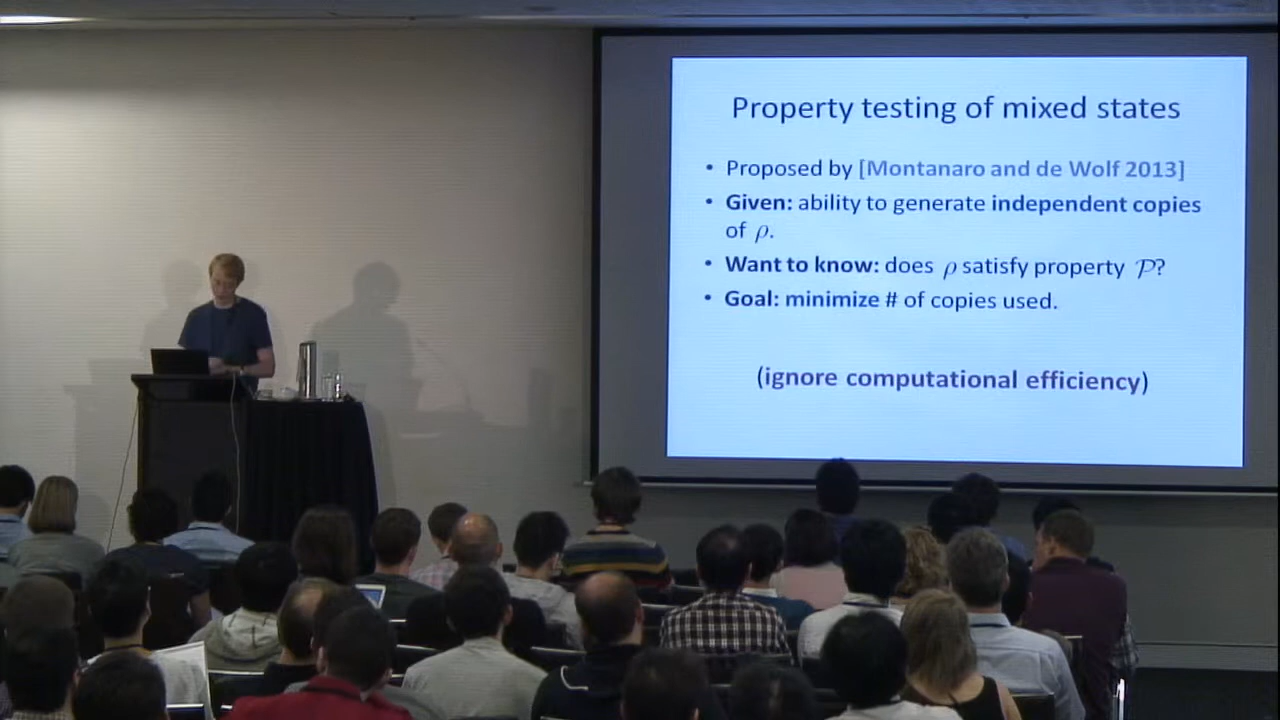 Property testing of mixed states
• Proposed by [Montanaro and de Wolf 2013]
• Given: ability to generate independent copies
of ρ.
• Want to know: does ρ satisfy property 𝒫?
• Goal: minimize # of copies used.
(ignore computational efficiency)